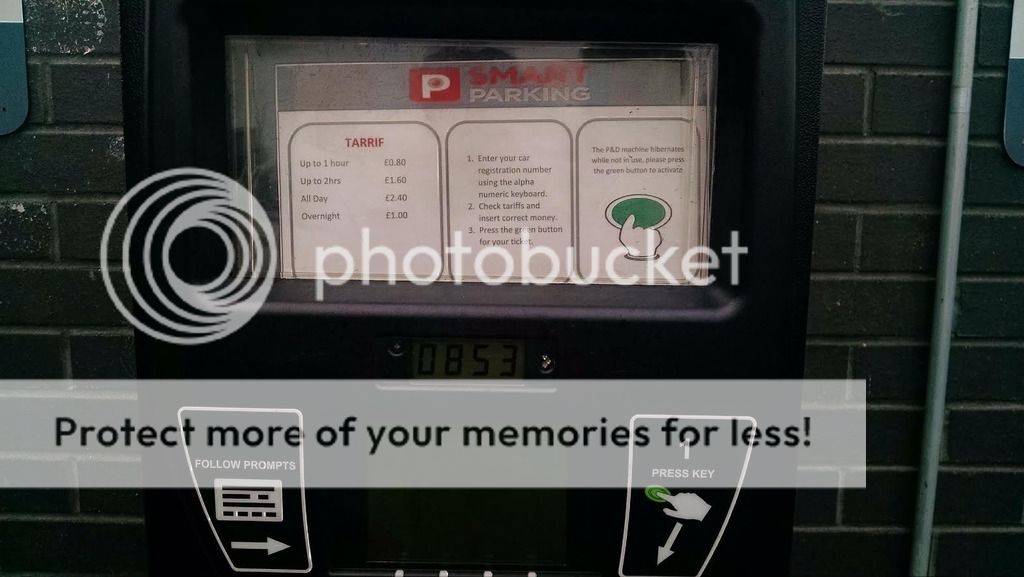 P SMART
PARKING
TARRIF
Up to 1 hour £0.80
Up to 2hrs £1.60
All Day £2.40
Overnight £1.00
1. Enter your car
registration number
using the alpha
numeric keyboard.
2. Check tariffs and
insert correct money.
3. Press the green button
for your ticket.
The P&D machine hibernates
while not in use, please press
the green button to activate
photobucket
0853
Protect more of your memories for less!
FOLLOW PROMPTS
1
PRESS KEY